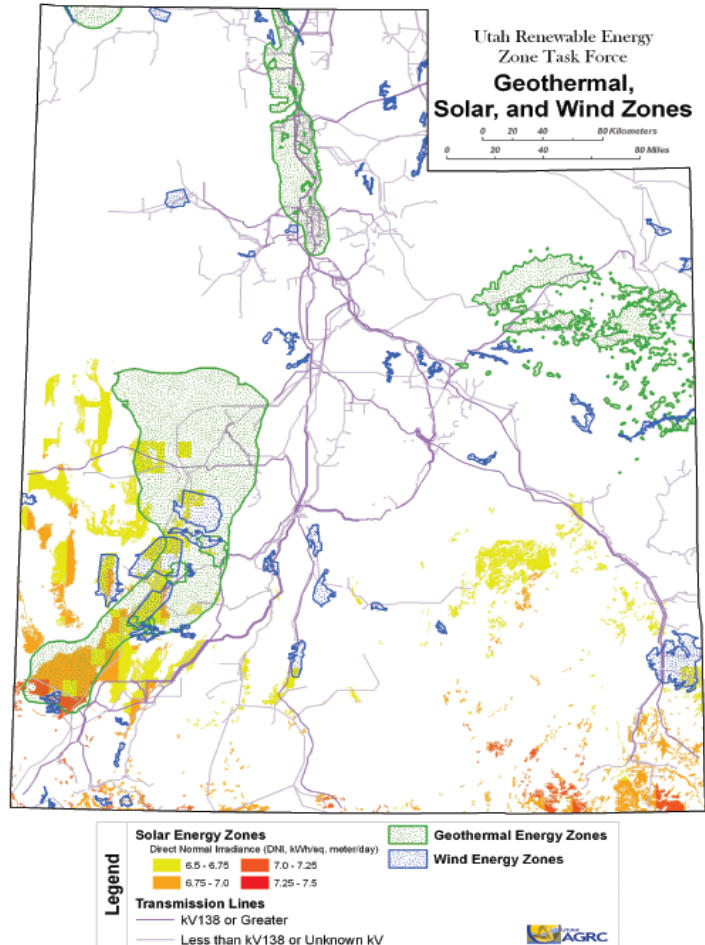 Utah Renewable Energy
Zone Task Force
Geothermal,
Solar, and Wind Zones
0 20 40 80 Kilometers
0 20 40 80 Miles
Legend
Solar Energy Zones
Direct Normal Irradiance (DNI, kWh/sq. meter/day)
6.5 - 6.75
7.0 - 7.25
6.75 - 7.0
7.25 - 7.5
Transmission Lines
kV138 or Greater
Less than kV138 or Unknown kV
Geothermal Energy Zones
Wind Energy Zones
UTAH
AGRC